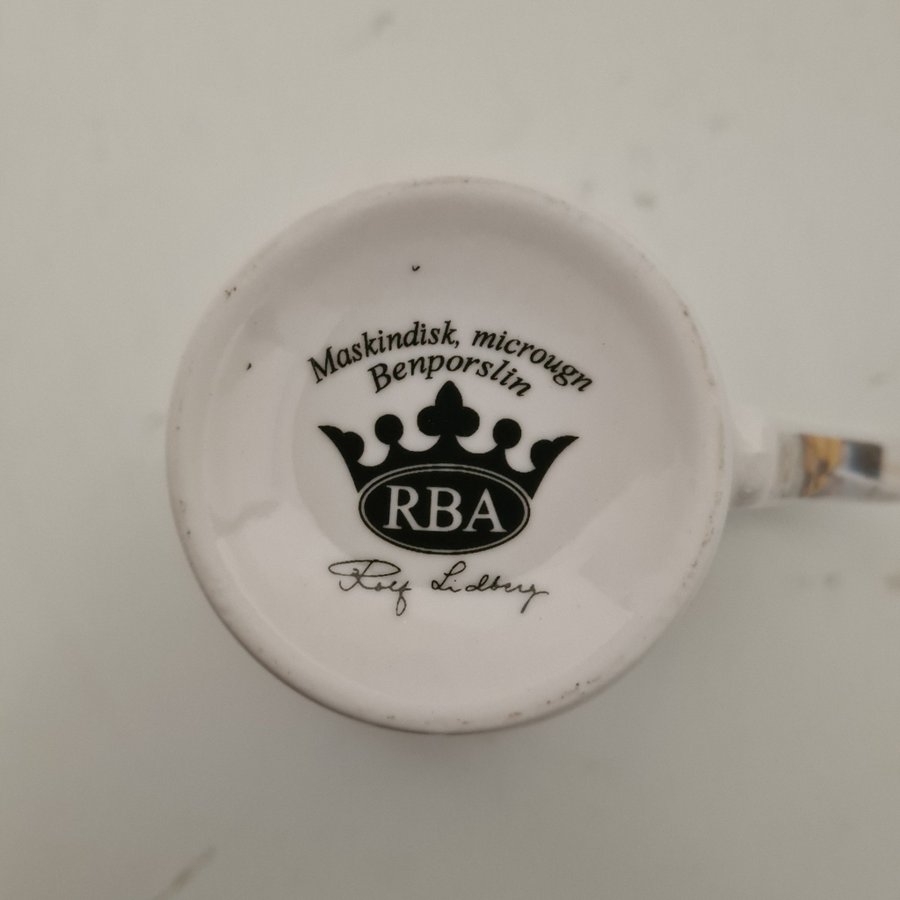 Maskindisk, microugn
Benporslin
RBA
Rolf Lidberg